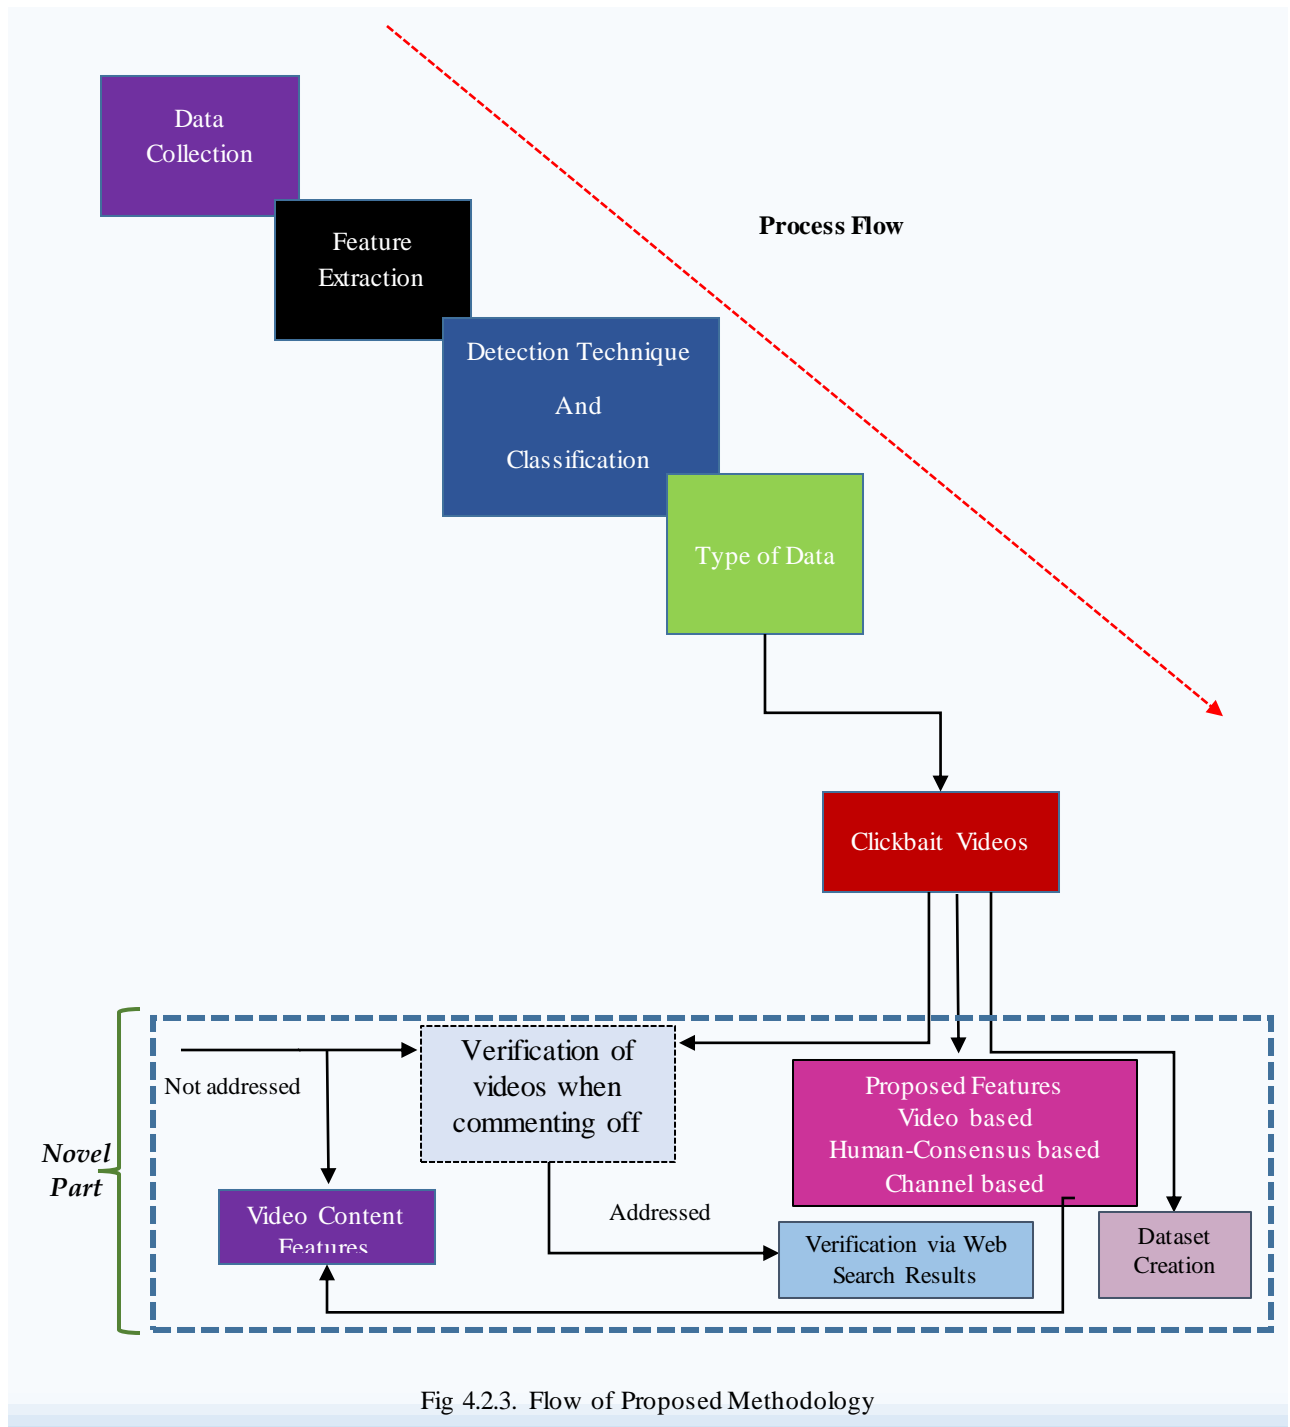 Data
Collection
Process Flow
Feature
Extraction
Detection Technique
And
Classification
Type of Data
Clickbait Videos
Novel
Part
Not addressed
Verification of
videos when
commenting off
Proposed Features
Video based
Human-Consensus based
Channel based
Video Content
Features
Addressed
Verification via Web
Search Results
Dataset
Creation
Fig 4.2.3. Flow of Proposed Methodology